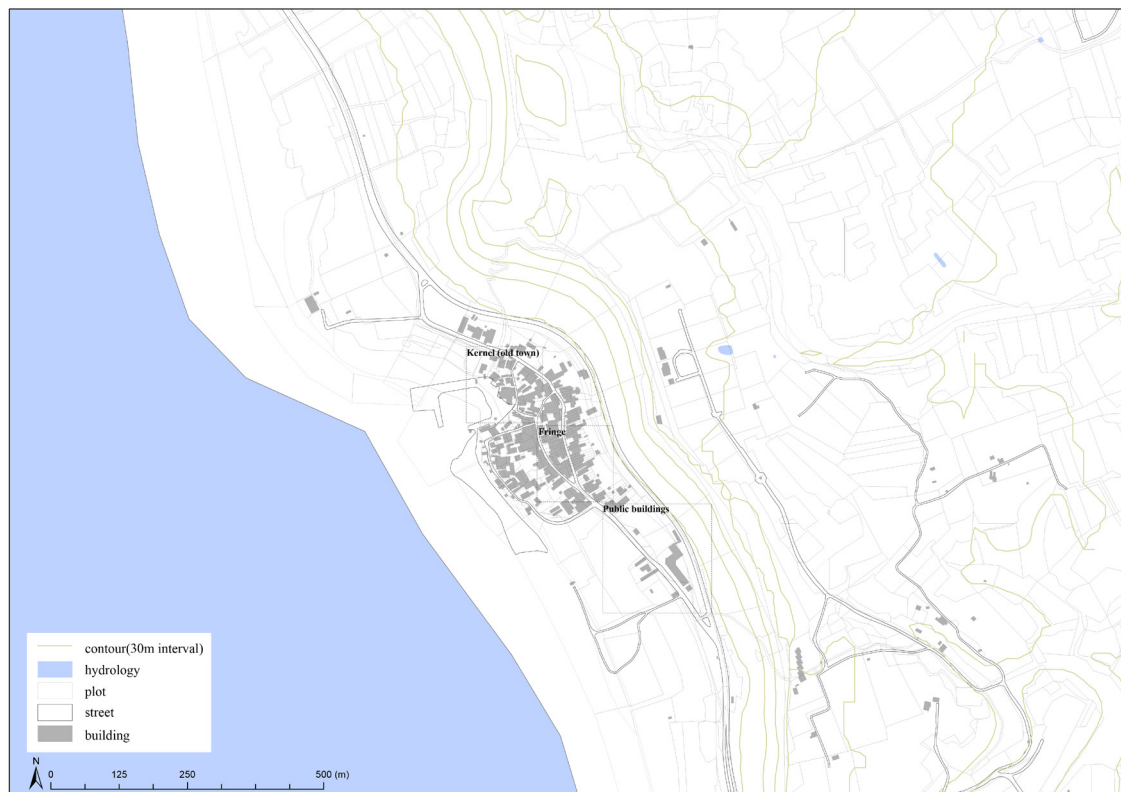 Kernel (old town)
Fringe
Public buildings
contour(30m interval)
hydrology
plot
street
building
N
0 125 250 500 (m)